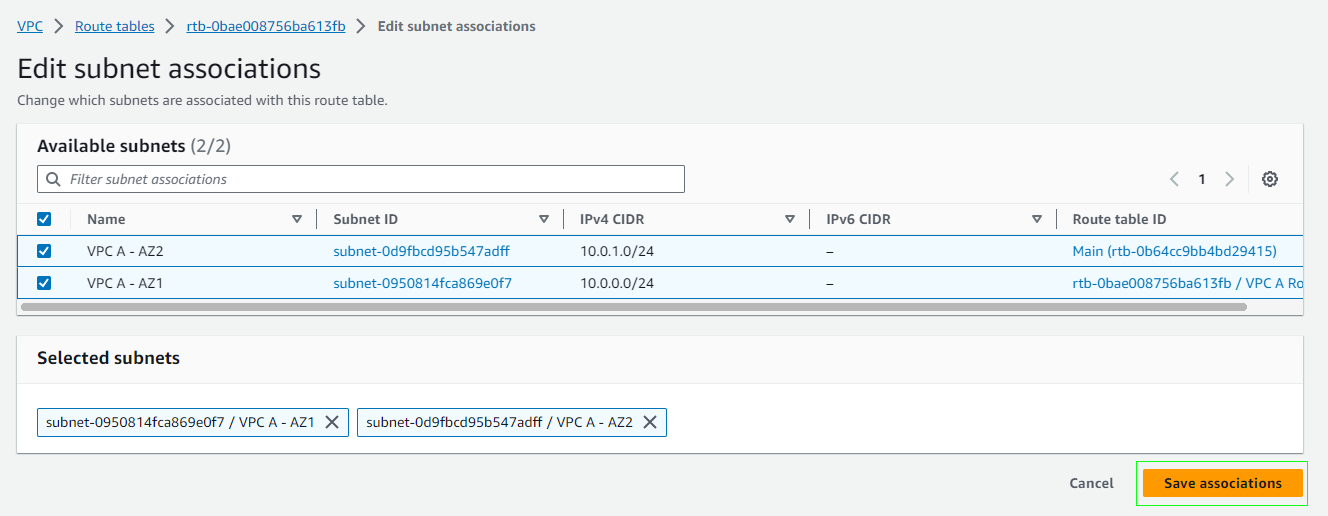 VPC > Route tables > rtb-0bae008756ba613fb > Edit subnet associations
Edit subnet associations
Change which subnets are associated with this route table.
Available subnets (2/2)
Filter subnet associations
1
Name Subnet ID IPv4 CIDR IPv6 CIDR Route table ID
VPC A - AZ2 subnet-0d9fbcd95b547adff 10.0.1.0/24 – Main (rtb-0b64cc9bb4bd29415)
VPC A - AZ1 subnet-0950814fca869e0f7 10.0.0.0/24 – rtb-0bae008756ba613fb / VPC A Ro
Selected subnets
subnet-0950814fca869e0f7 / VPC A - AZ1 subnet-0d9fbcd95b547adff / VPC A - AZ2
Cancel Save associations